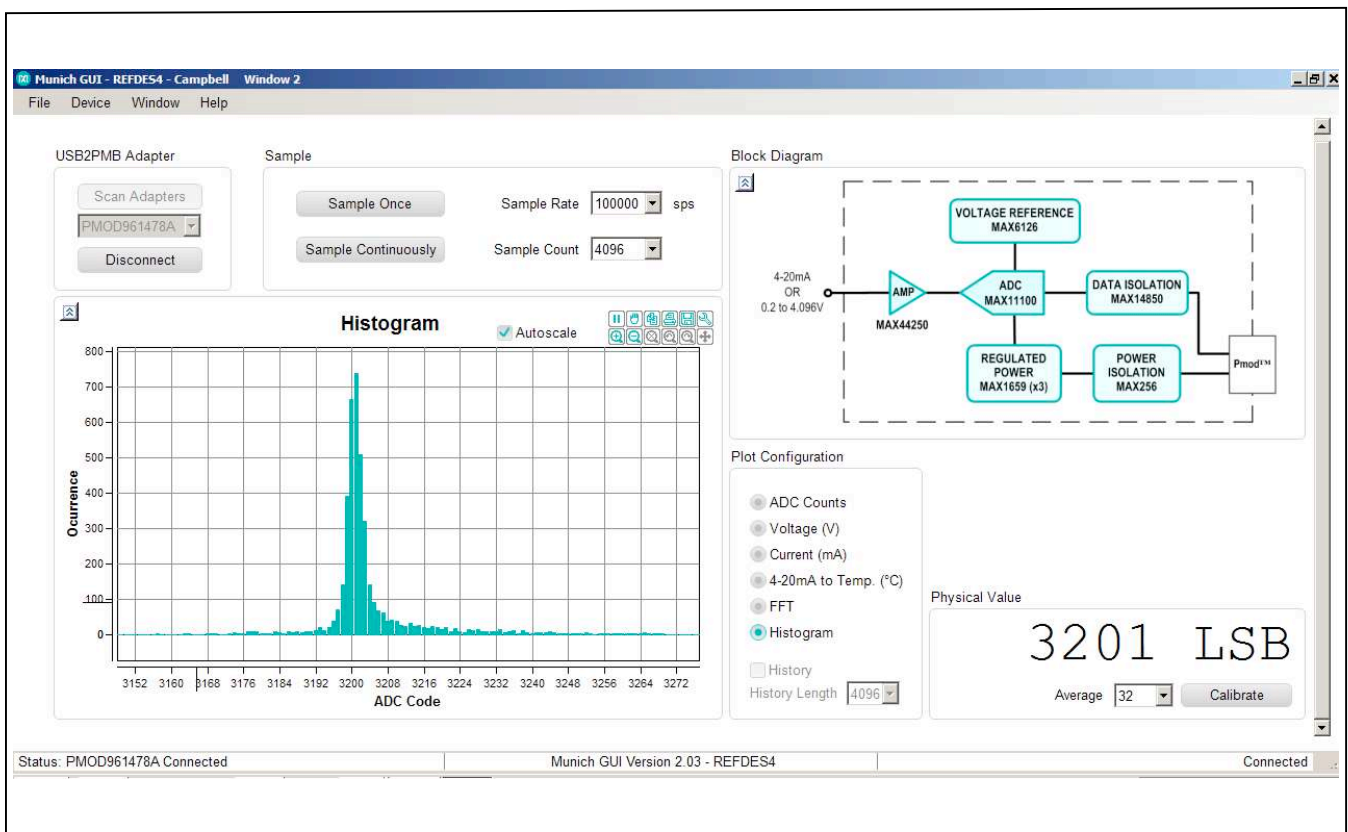 Munich GUI - REFDES4 - Campbell Window 2
File Device Window Help
USB2PMB Adapter
Scan Adapters
PMOD961478A
Disconnect
Sample
Sample Once
Sample Rate 100000 sps
Sample Continuously
Sample Count 4096
Histogram
Autoscale
Ocurrence
800
700
600
500
400
300
200
100
0
3152 3160 3168 3176 3184 3192 3200 3208 3216 3224 3232 3240 3248 3256 3264 3272
ADC Code
Block Diagram
VOLTAGE REFERENCE
MAX6126
4-20mA
OR
0.2 to 4.096V
AMP
MAX44250
ADC
MAX11100
DATA ISOLATION
MAX14850
REGULATED
POWER
MAX1659 (x3)
POWER
ISOLATION
MAX256
Pmod™
Plot Configuration
ADC Counts
Voltage (V)
Current (mA)
4-20mA to Temp. (°C)
FFT
Histogram
History
History Length 4096
Physical Value
3201 LSB
Average 32 Calibrate
Status: PMOD961478A Connected
Munich GUI Version 2.03 - REFDES4
Connected